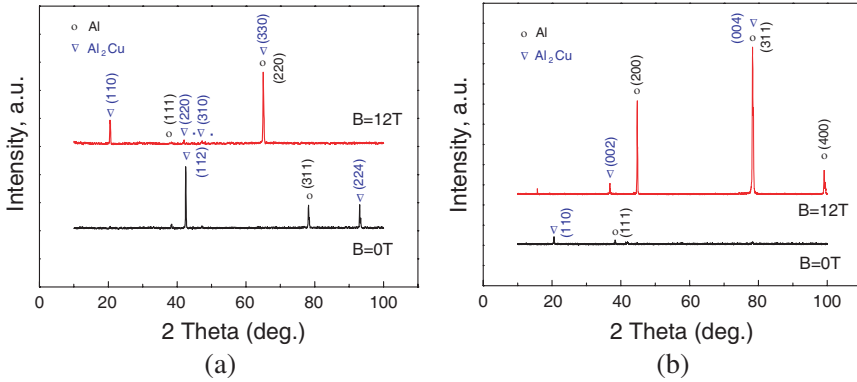 ○ Al
▽ Al₂Cu
(110)
(111)
(220)
(310)
(330)
(220)
B=12T
(112)
(311)
(224)
B=0T
Intensity, a.u.
0 20 40 60 80 100
2 Theta (deg.)
(a)
○ Al
▽ Al₂Cu
(004)
(311)
(200)
(002)
(400)
B=12T
(110)
(111)
B=0T
Intensity, a.u.
0 20 40 60 80 100
2 Theta (deg.)
(b)